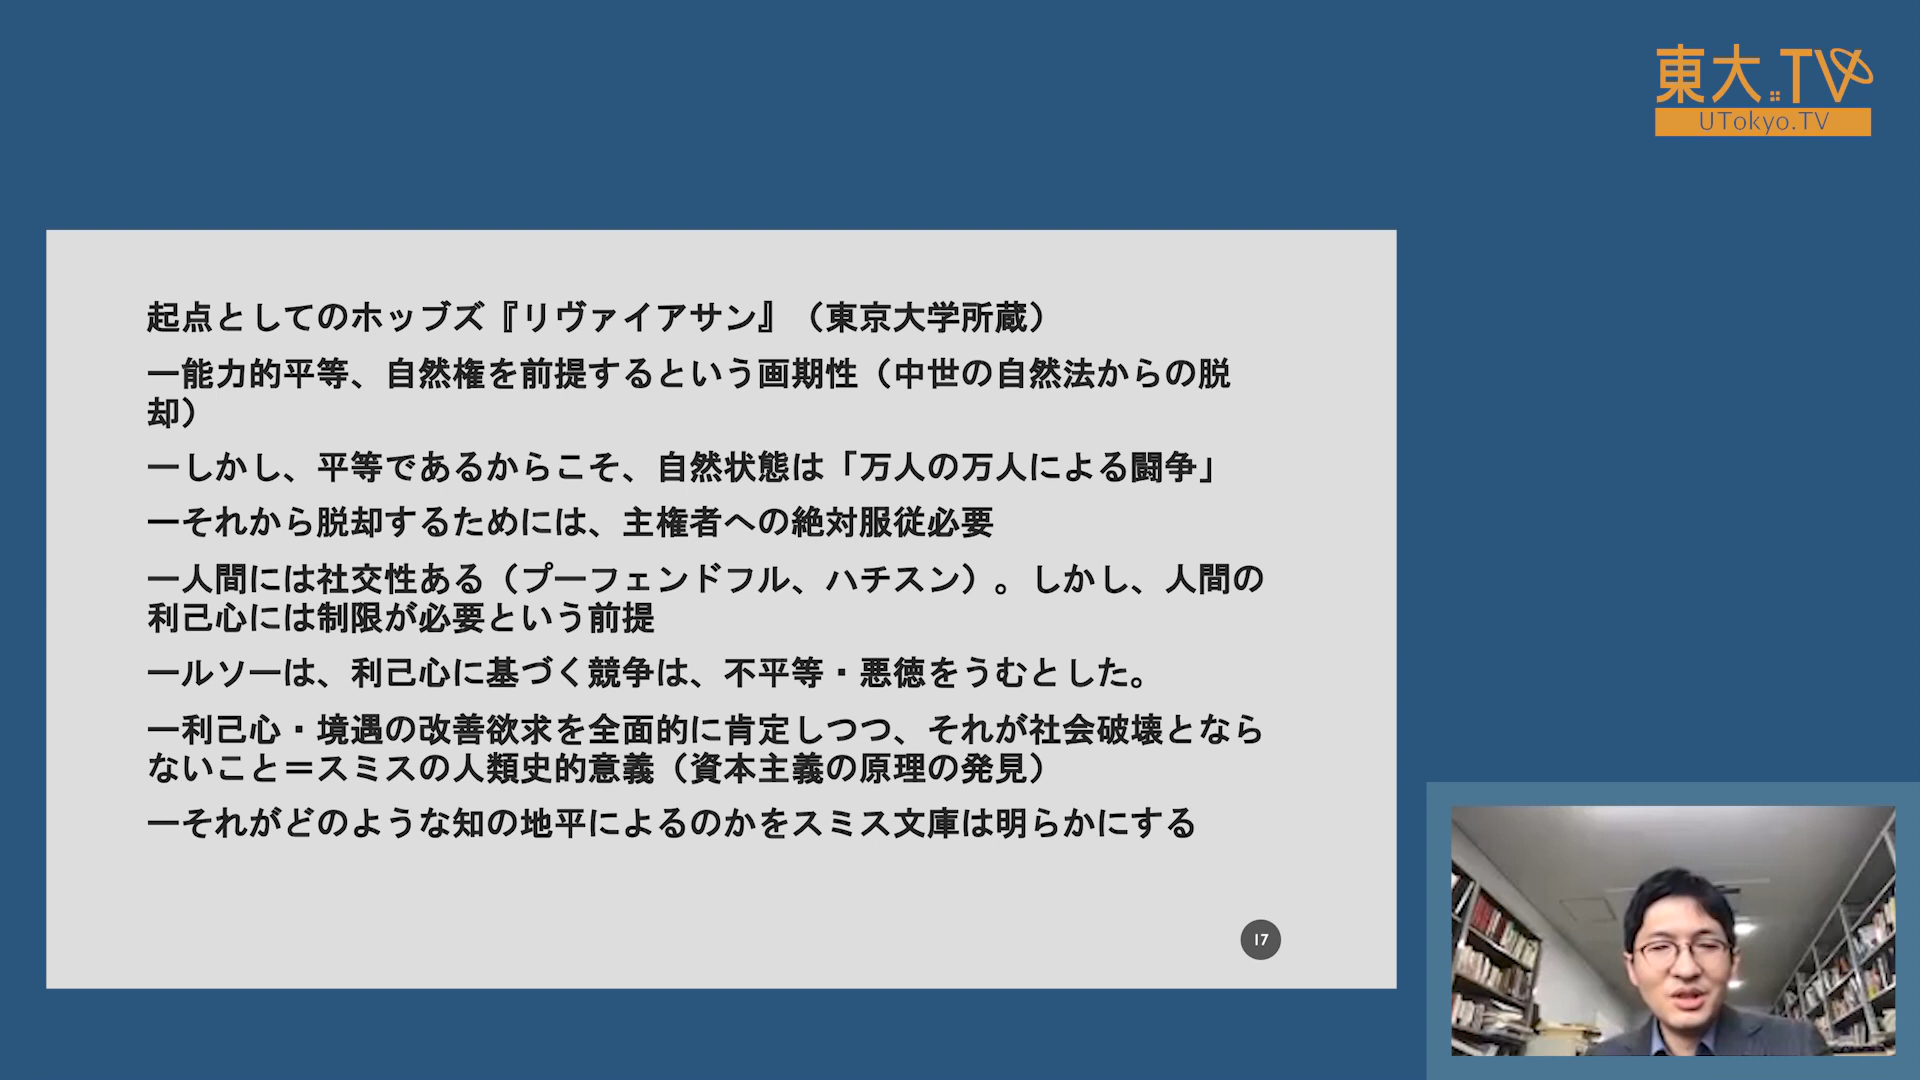 東大TV
UTokyo.TV
起点としてのホッブズ『リヴァイアサン』（東京大学所蔵）
―能力的平等、自然権を前提するという画期性（中世の自然法からの脱
却）
―しかし、平等であるからこそ、自然状態は「万人の万人による闘争」
―それから脱却するためには、主権者への絶対服従必要
―人間には社交性ある（プーフェンドフル、ハチスン）。しかし、人間の
利己心には制限が必要という前提
―ルソーは、利己心に基づく競争は、不平等・悪徳をうむとした。
―利己心・境遇の改善欲求を全面的に肯定しつつ、それが社会破壊となら
ないこと＝スミスの人類史的意義（資本主義の原理の発見）
―それがどのような知の地平によるのかをスミス文庫は明らかにする
17